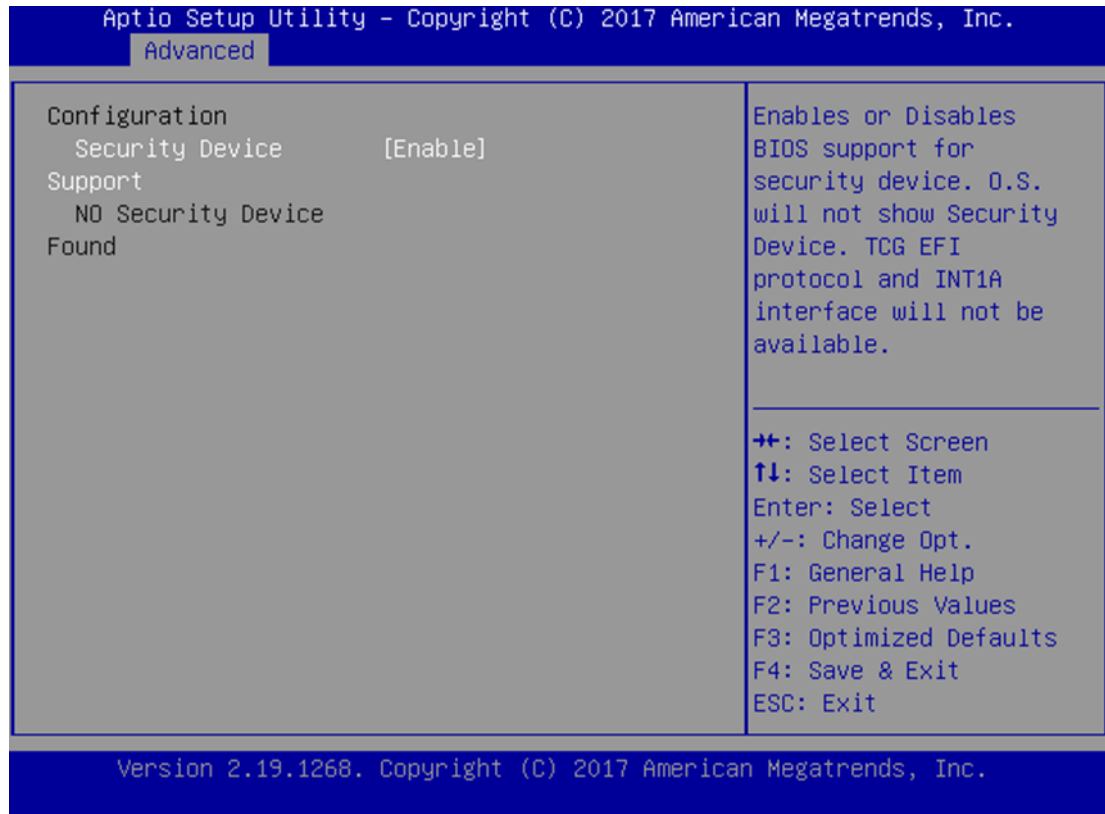 Aptio Setup Utility – Copyright (C) 2017 American Megatrends, Inc.
Advanced
Configuration
Security Device [Enable]
Support
NO Security Device
Found
Enables or Disables
BIOS support for
security device. O.S.
will not show Security
Device. TCG EFI
protocol and INT1A
interface will not be
available.
→←: Select Screen
↑↓: Select Item
Enter: Select
+/-: Change Opt.
F1: General Help
F2: Previous Values
F3: Optimized Defaults
F4: Save & Exit
ESC: Exit
Version 2.19.1268. Copyright (C) 2017 American Megatrends, Inc.